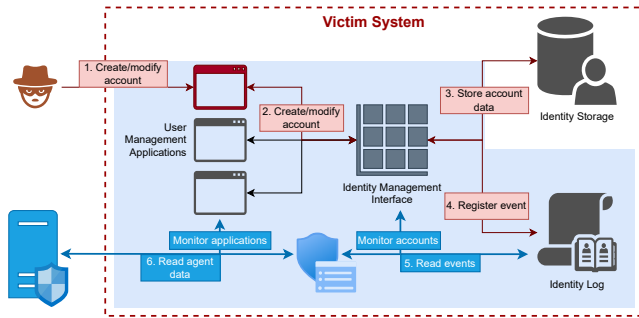 Victim System
1. Create/modify
account
2. Create/modify
account
3. Store account
data
Identity Storage
User
Management
Applications
Identity Management
Interface
4. Register event
Monitor applications
Monitor accounts
6. Read agent
data
5. Read events
Identity Log